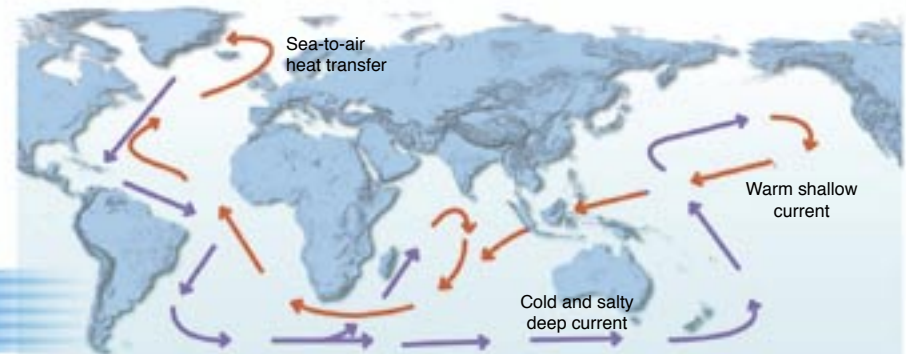 Sea-to-air
heat transfer
Warm shallow
current
Cold and salty
deep current